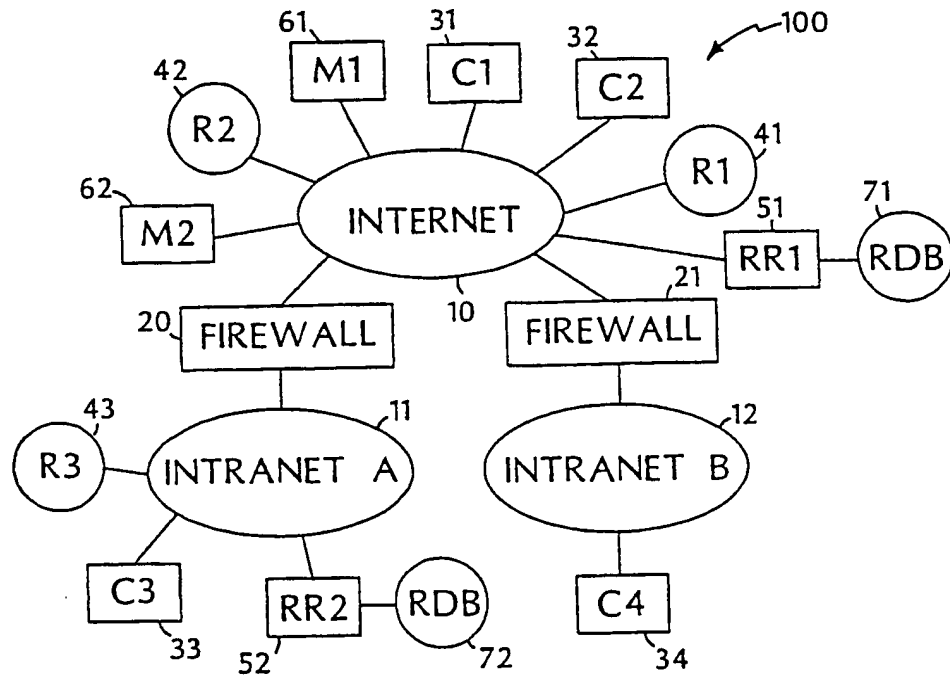 61
31
32
100
M1
C1
C2
42
R2
41
R1
62
M2
INTERNET
51
71
RR1
RDB
10
20
FIREWALL
21
FIREWALL
43
11
12
R3
INTRANET A
INTRANET B
C3
RR2
RDB
C4
33
52
72
34